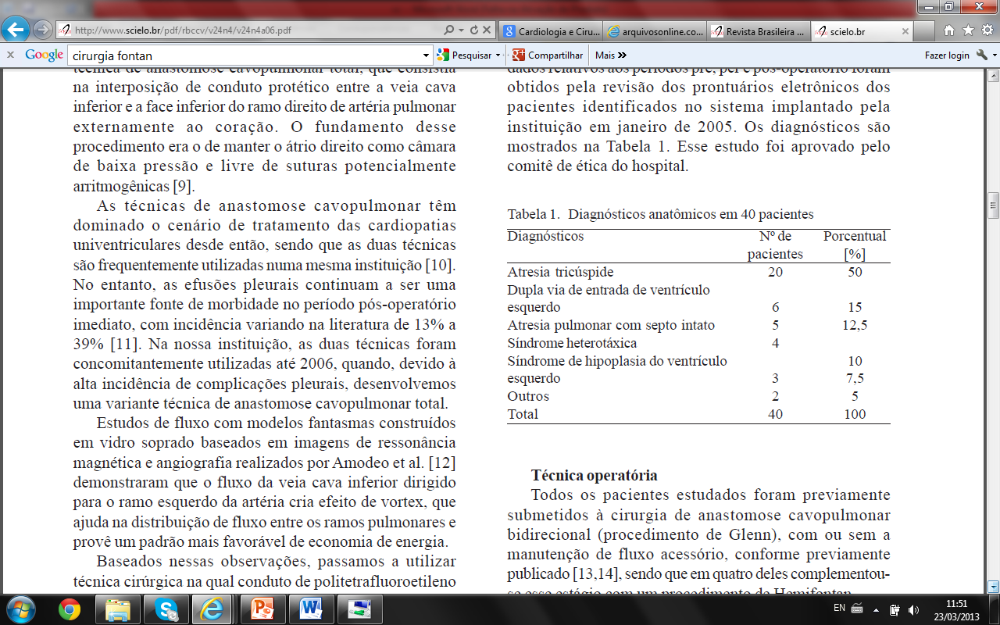 http://www.scielo.br/pdf/rbccv/v24n4/v24n4a06.pdf
Cardiologia e Ciru...
arquivosonline.co...
Revista Brasileira ...
scielo.br
x Google cirurgia fontan
Pesquisar
Compartilhar
Mais »
Fazer login
técnica de anastomose cavopulmonar total, que consistia
na interposição de conduto protético entre a veia cava
inferior e a face inferior do ramo direito de artéria pulmonar
externamente ao coração. O fundamento desse
procedimento era o de manter o átrio direito como câmara
de baixa pressão e livre de suturas potencialmente
arritmogênicas [9].
As técnicas de anastomose cavopulmonar têm
dominado o cenário de tratamento das cardiopatias
univentriculares desde então, sendo que as duas técnicas
são frequentemente utilizadas numa mesma instituição [10].
No entanto, as efusões pleurais continuam a ser uma
importante fonte de morbidade no período pós-operatório
imediato, com incidência variando na literatura de 13% a
39% [11]. Na nossa instituição, as duas técnicas foram
concomitantemente utilizadas até 2006, quando, devido à
alta incidência de complicações pleurais, desenvolvemos
uma variante técnica de anastomose cavopulmonar total.
Estudos de fluxo com modelos fantasmas construídos
em vidro soprado baseados em imagens de ressonância
magnética e angiografia realizados por Amodeo et al. [12]
demonstraram que o fluxo da veia cava inferior dirigido
para o ramo esquerdo da artéria cria efeito de vortex, que
ajuda na distribuição de fluxo entre os ramos pulmonares e
provê um padrão mais favorável de economia de energia.
Baseados nessas observações, passamos a utilizar
técnica cirúrgica na qual conduto de politetrafluoroetileno
dados relativos aos períodos pré, per e pós-operatório foram
obtidos pela revisão dos prontuários eletrônicos dos
pacientes identificados no sistema implantado pela
instituição em janeiro de 2005. Os diagnósticos são
mostrados na Tabela 1. Esse estudo foi aprovado pelo
comitê de ética do hospital.
Tabela 1. Diagnósticos anatômicos em 40 pacientes
Diagnósticos Nº de Porcentual
pacientes [%]
Atresia tricúspide 20 50
Dupla via de entrada de ventrículo
esquerdo 6 15
Atresia pulmonar com septo intato 5 12,5
Síndrome heterotáxica 4
Síndrome de hipoplasia do ventrículo 10
esquerdo 3 7,5
Outros 2 5
Total 40 100
Técnica operatória
Todos os pacientes estudados foram previamente
submetidos à cirurgia de anastomose cavopulmonar
bidirecional (procedimento de Glenn), com ou sem a
manutenção de fluxo acessório, conforme previamente
publicado [13,14], sendo que em quatro deles complementou-
se esse estágio com um procedimento de Hemifontan
EN
11:51
23/03/2013